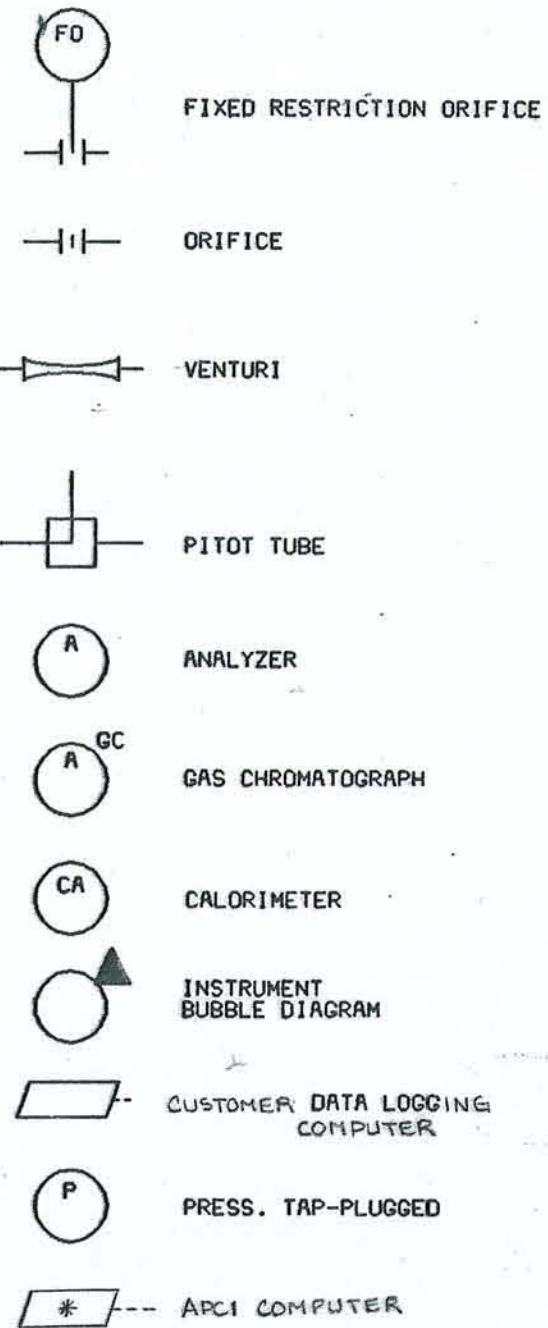 FO
FIXED RESTRICTION ORIFICE
ORIFICE
VENTURI
PITOT TUBE
A
ANALYZER
A GC
GAS CHROMATOGRAPH
CA
CALORIMETER
INSTRUMENT
BUBBLE DIAGRAM
CUSTOMER DATA LOGGING
COMPUTER
P
PRESS. TAP-PLUGGED
* APCI COMPUTER